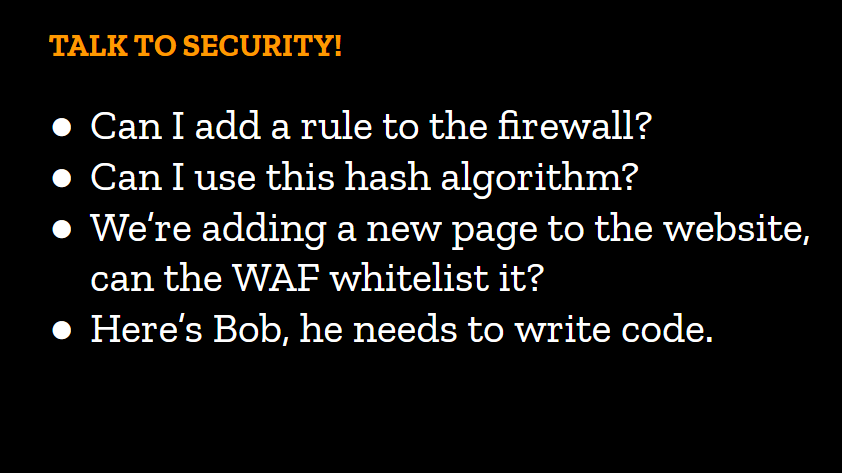 TALK TO SECURITY!
● Can I add a rule to the firewall?
● Can I use this hash algorithm?
● We’re adding a new page to the website,
can the WAF whitelist it?
● Here’s Bob, he needs to write code.